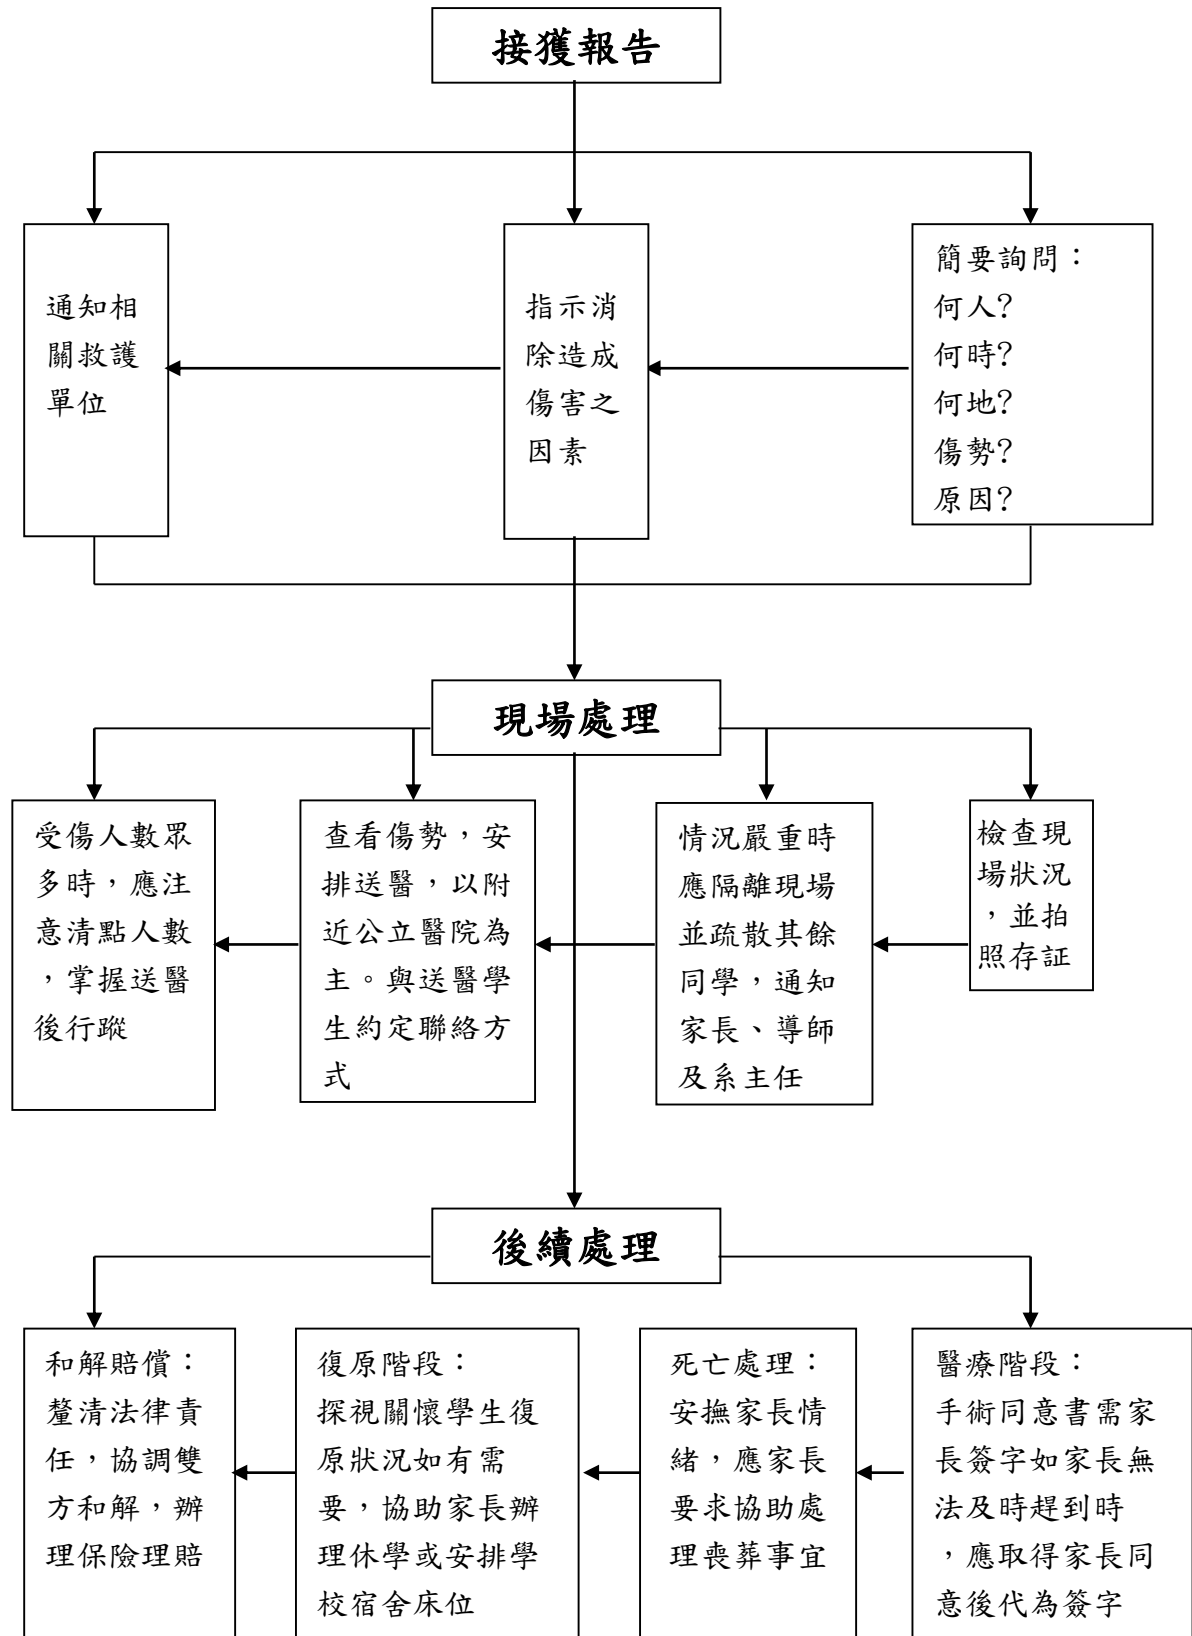 接獲報告
通知相
關救護
單位
指示消
除造成
傷害之
因素
簡要詢問：
何人?
何時?
何地?
傷勢?
原因?
現場處理
受傷人數眾
多時，應注
意清點人數
，掌握送醫
後行蹤
查看傷勢，安
排送醫，以附
近公立醫院為
主。與送醫學
生約定聯絡方
式
情況嚴重時
應隔離現場
並疏散其餘
同學，通知
家長、導師
及系主任
檢查現
場狀況
，並拍
照存証
後續處理
和解賠償：
釐清法律責
任，協調雙
方和解，辦
理保險理賠
復原階段：
探視關懷學生復
原狀況如有需
要，協助家長辦
理休學或安排學
校宿舍床位
死亡處理：
安撫家長情
緒，應家長
要求協助處
理喪葬事宜
醫療階段：
手術同意書需家
長簽字如家長無
法及時趕到時
，應取得家長同
意後代為簽字